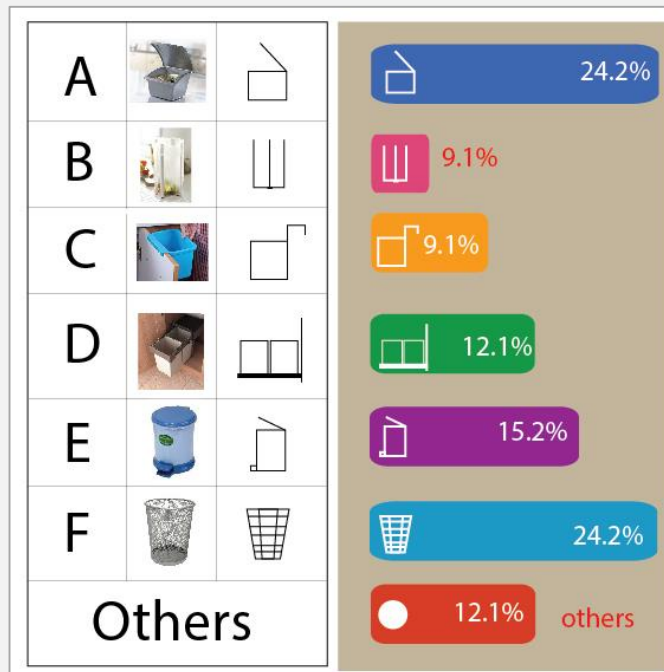 A
24.2%
B
9.1%
C
9.1%
D
12.1%
E
15.2%
F
24.2%
Others
12.1% others